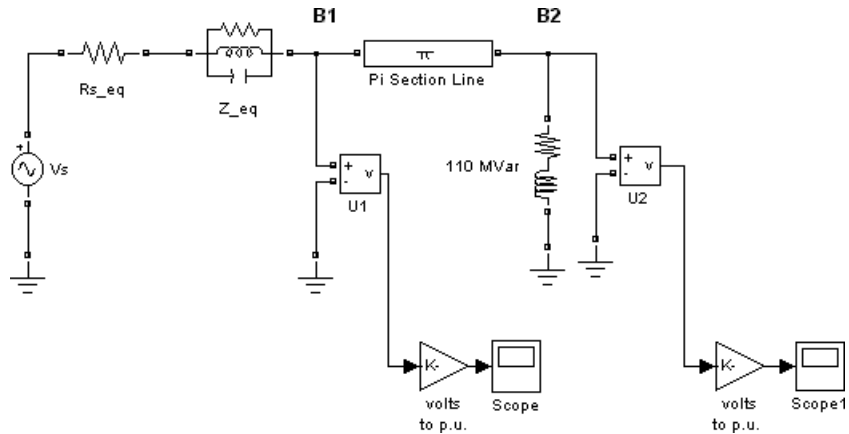 B1
B2
π
Pi Section Line
Rs_eq
Z_eq
+
Vs
+
-
v
U1
110 MVar
+
-
v
U2
K-
Scope
volts
to p.u.
K-
Scope1
volts
to p.u.